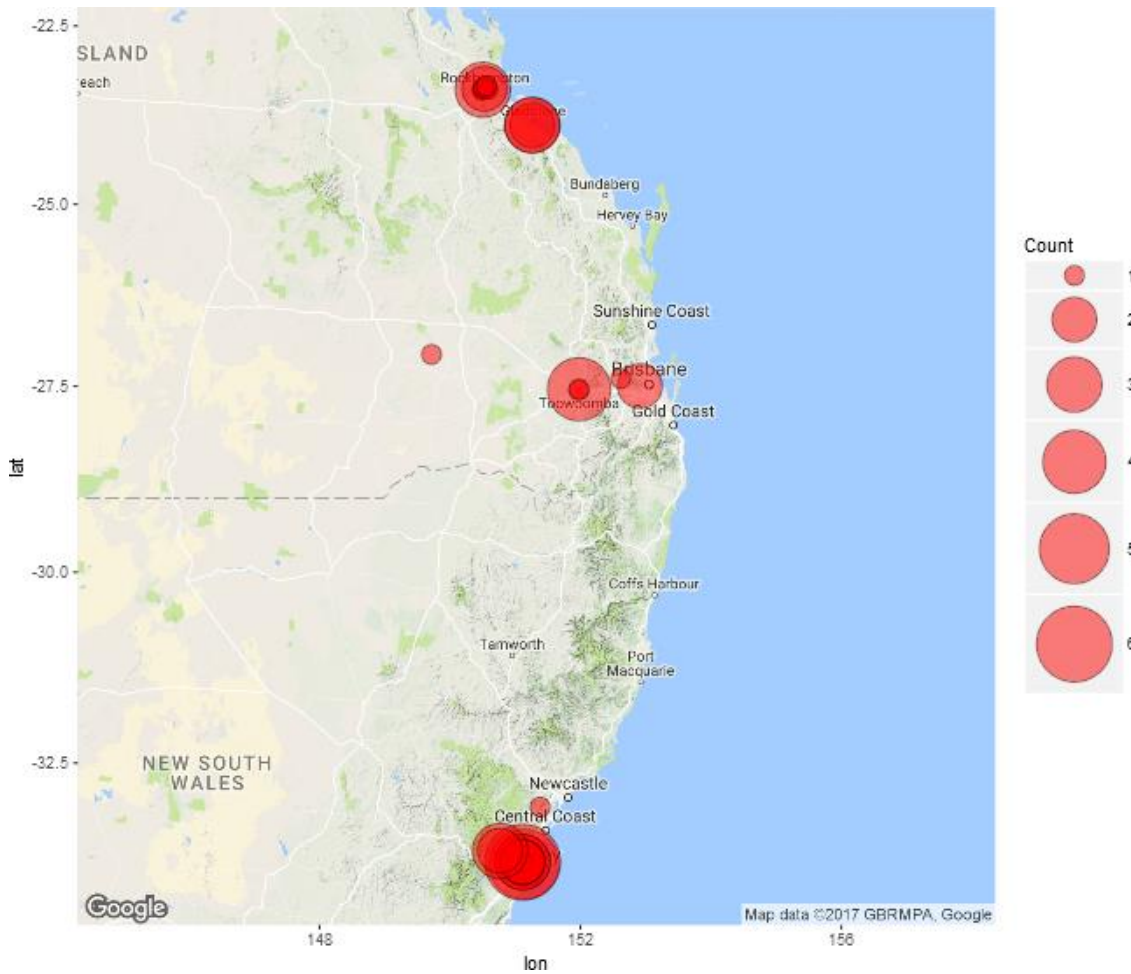 -22.5
SLAND
each
-25.0
Bundaberg
Hervey Bay
Sunshine Coast
Brisbane
-27.5
Toowoomba
Gold Coast
lat
-30.0
Coffs Harbour
Tamworth
Port
Macquarie
-32.5
NEW SOUTH
WALES
Newcastle
Central Coast
Google
Map data ©2017 GBRMPA, Google
148
152
156
lon
Count
1
2
3
4
5
6